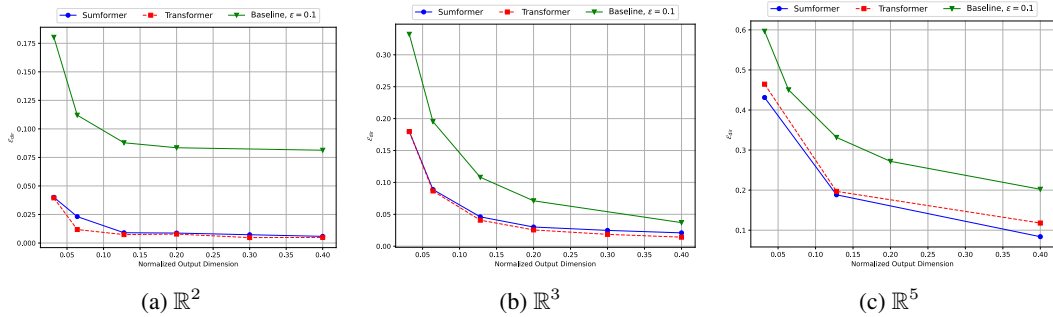 Sumformer Transformer Baseline, ε = 0.1
0.175
0.150
0.125
0.100
0.075
0.050
0.025
0.000
ε_dir
0.05 0.10 0.15 0.20 0.25 0.30 0.35 0.40
Normalized Output Dimension
(a) ℝ²
Sumformer Transformer Baseline, ε = 0.1
0.30
0.25
0.20
0.15
0.10
0.05
0.00
ε_dir
0.05 0.10 0.15 0.20 0.25 0.30 0.35 0.40
Normalized Output Dimension
(b) ℝ³
Sumformer Transformer Baseline, ε = 0.1
0.6
0.5
0.4
0.3
0.2
0.1
ε_dir
0.05 0.10 0.15 0.20 0.25 0.30 0.35 0.40
Normalized Output Dimension
(c) ℝ⁵